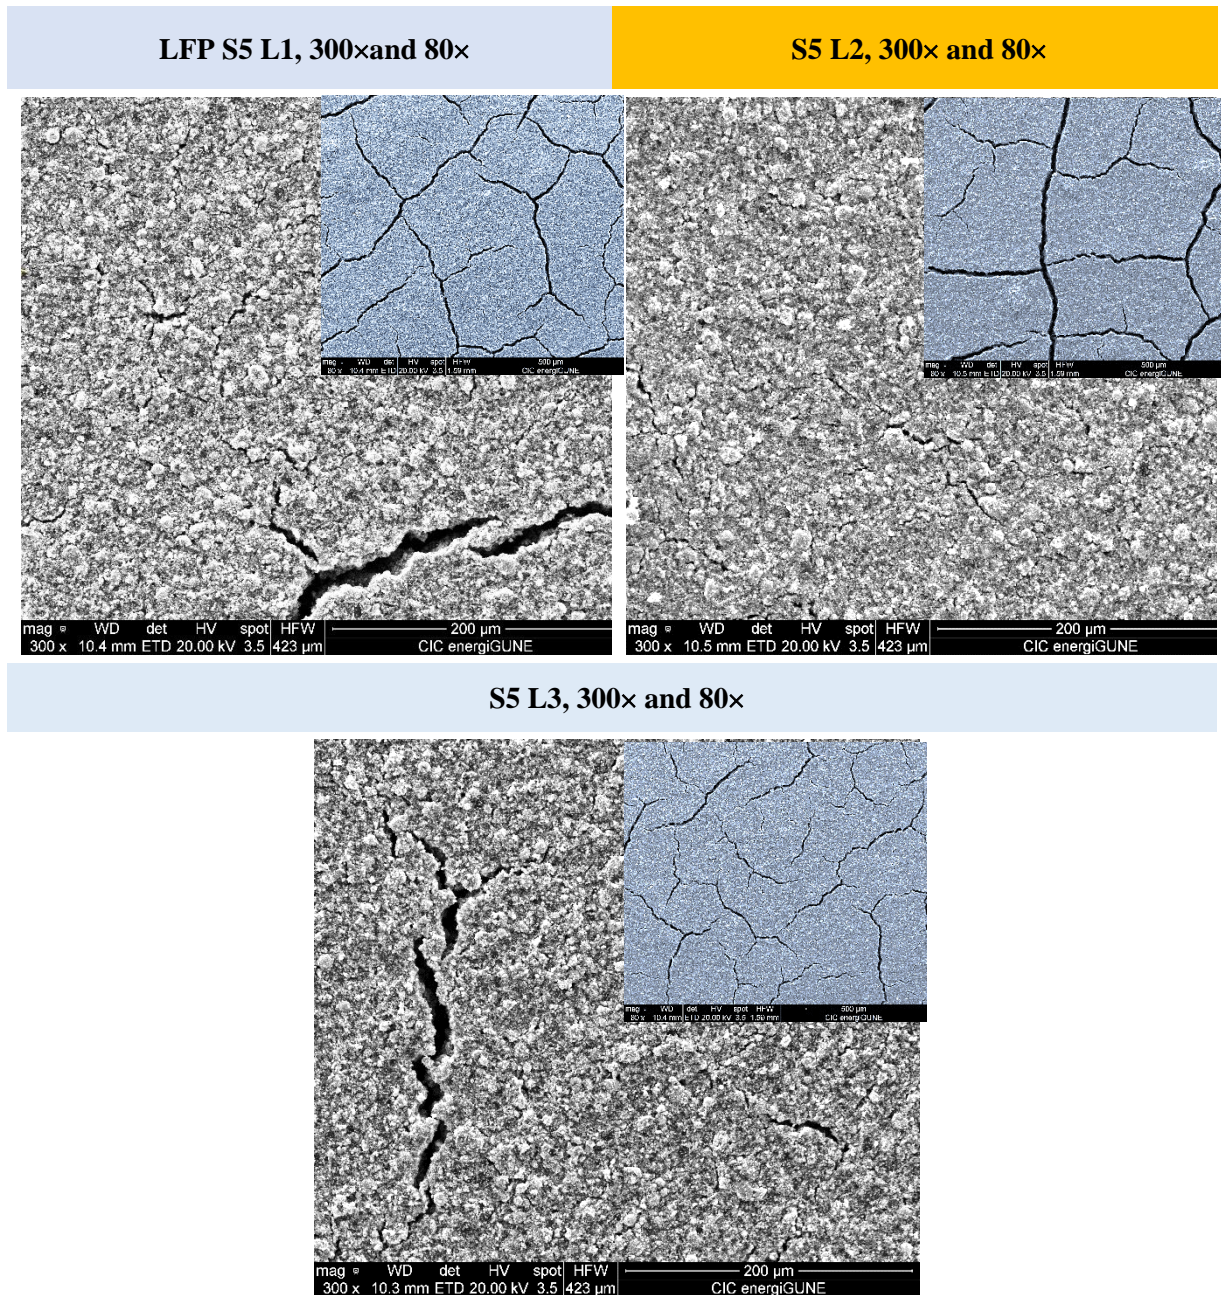 LFP S5 L1, 300×and 80×
S5 L2, 300× and 80×
mag WD det HV spot HFW 500 µm
80 x 10.4 mm ETD 20.00 kV 3.5 1.59 mm CIC energiGUNE
mag WD det HV spot HFW 500 µm
80 x 10.5 mm ETD 20.00 kV 3.5 1.59 mm CIC energiGUNE
mag WD det HV spot HFW 200 µm
300 x 10.4 mm ETD 20.00 kV 3.5 423 µm CIC energiGUNE
mag WD det HV spot HFW 200 µm
300 x 10.5 mm ETD 20.00 kV 3.5 423 µm CIC energiGUNE
S5 L3, 300× and 80×
mag WD det HV spot HFW 500 µm
80 x 10.4 mm ETD 20.00 kV 3.5 1.59 mm CIC energiGUNE
mag WD det HV spot HFW 200 µm
300 x 10.3 mm ETD 20.00 kV 3.5 423 µm CIC energiGUNE